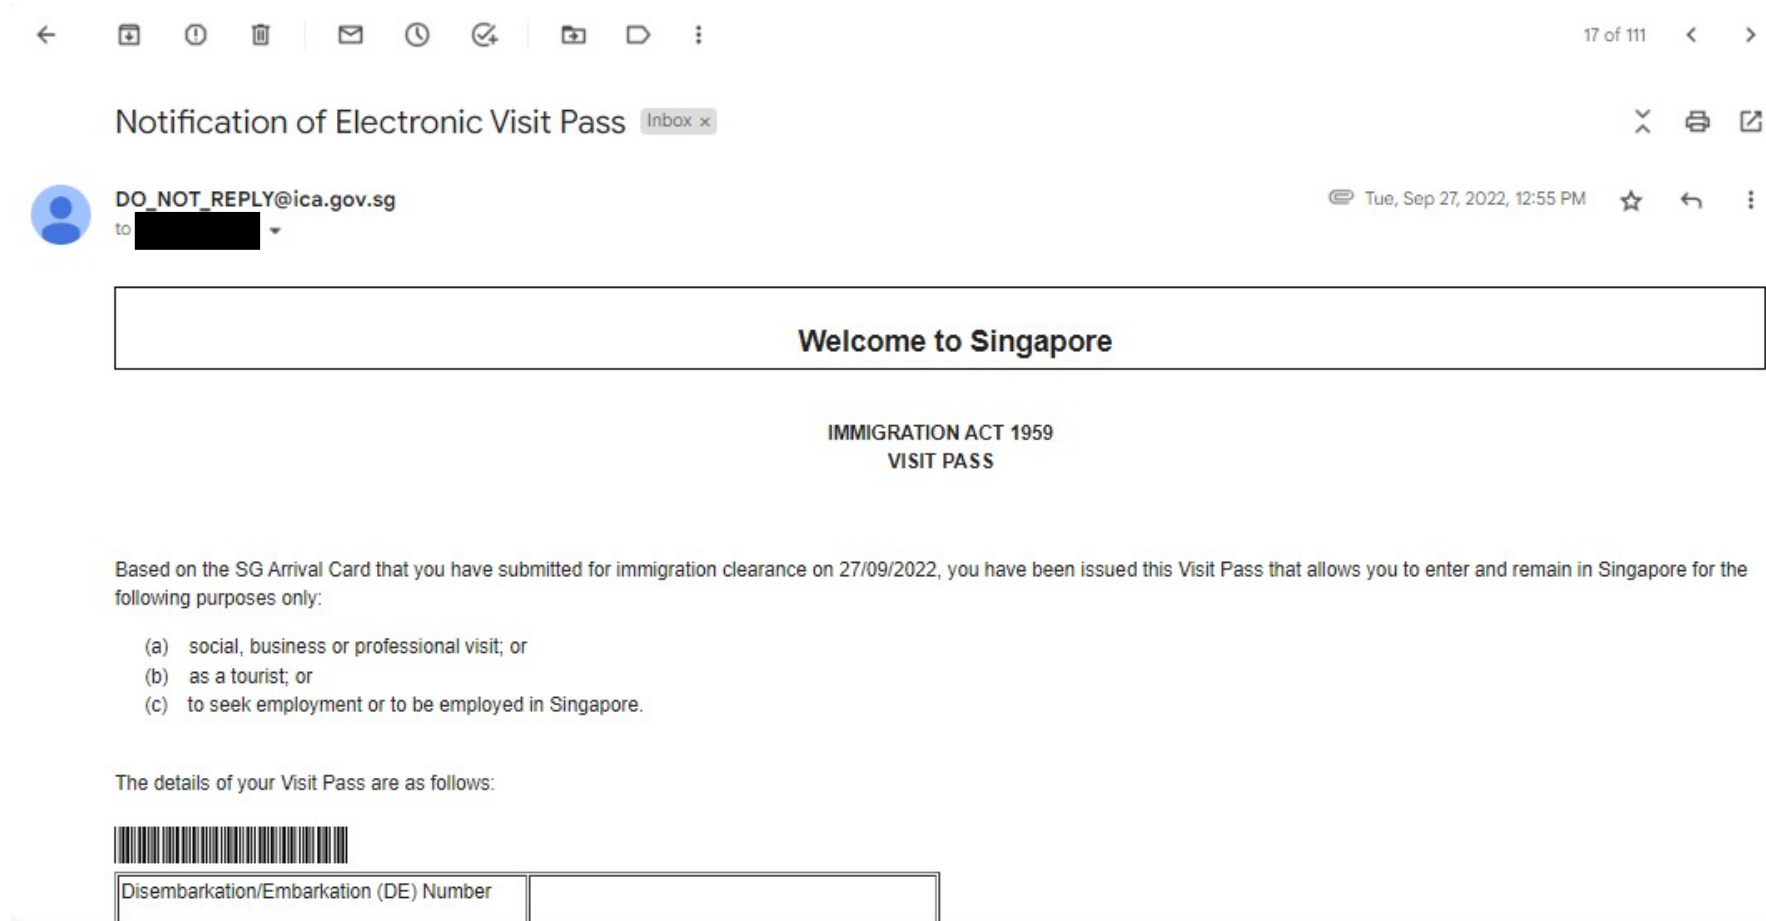 17 of 111
Notification of Electronic Visit Pass Inbox x
DO_NOT_REPLY@ica.gov.sg Tue, Sep 27, 2022, 12:55 PM
to
Welcome to Singapore
IMMIGRATION ACT 1959
VISIT PASS
Based on the SG Arrival Card that you have submitted for immigration clearance on 27/09/2022, you have been issued this Visit Pass that allows you to enter and remain in Singapore for the
following purposes only:
(a) social, business or professional visit; or
(b) as a tourist; or
(c) to seek employment or to be employed in Singapore.
The details of your Visit Pass are as follows:
Disembarkation/Embarkation (DE) Number